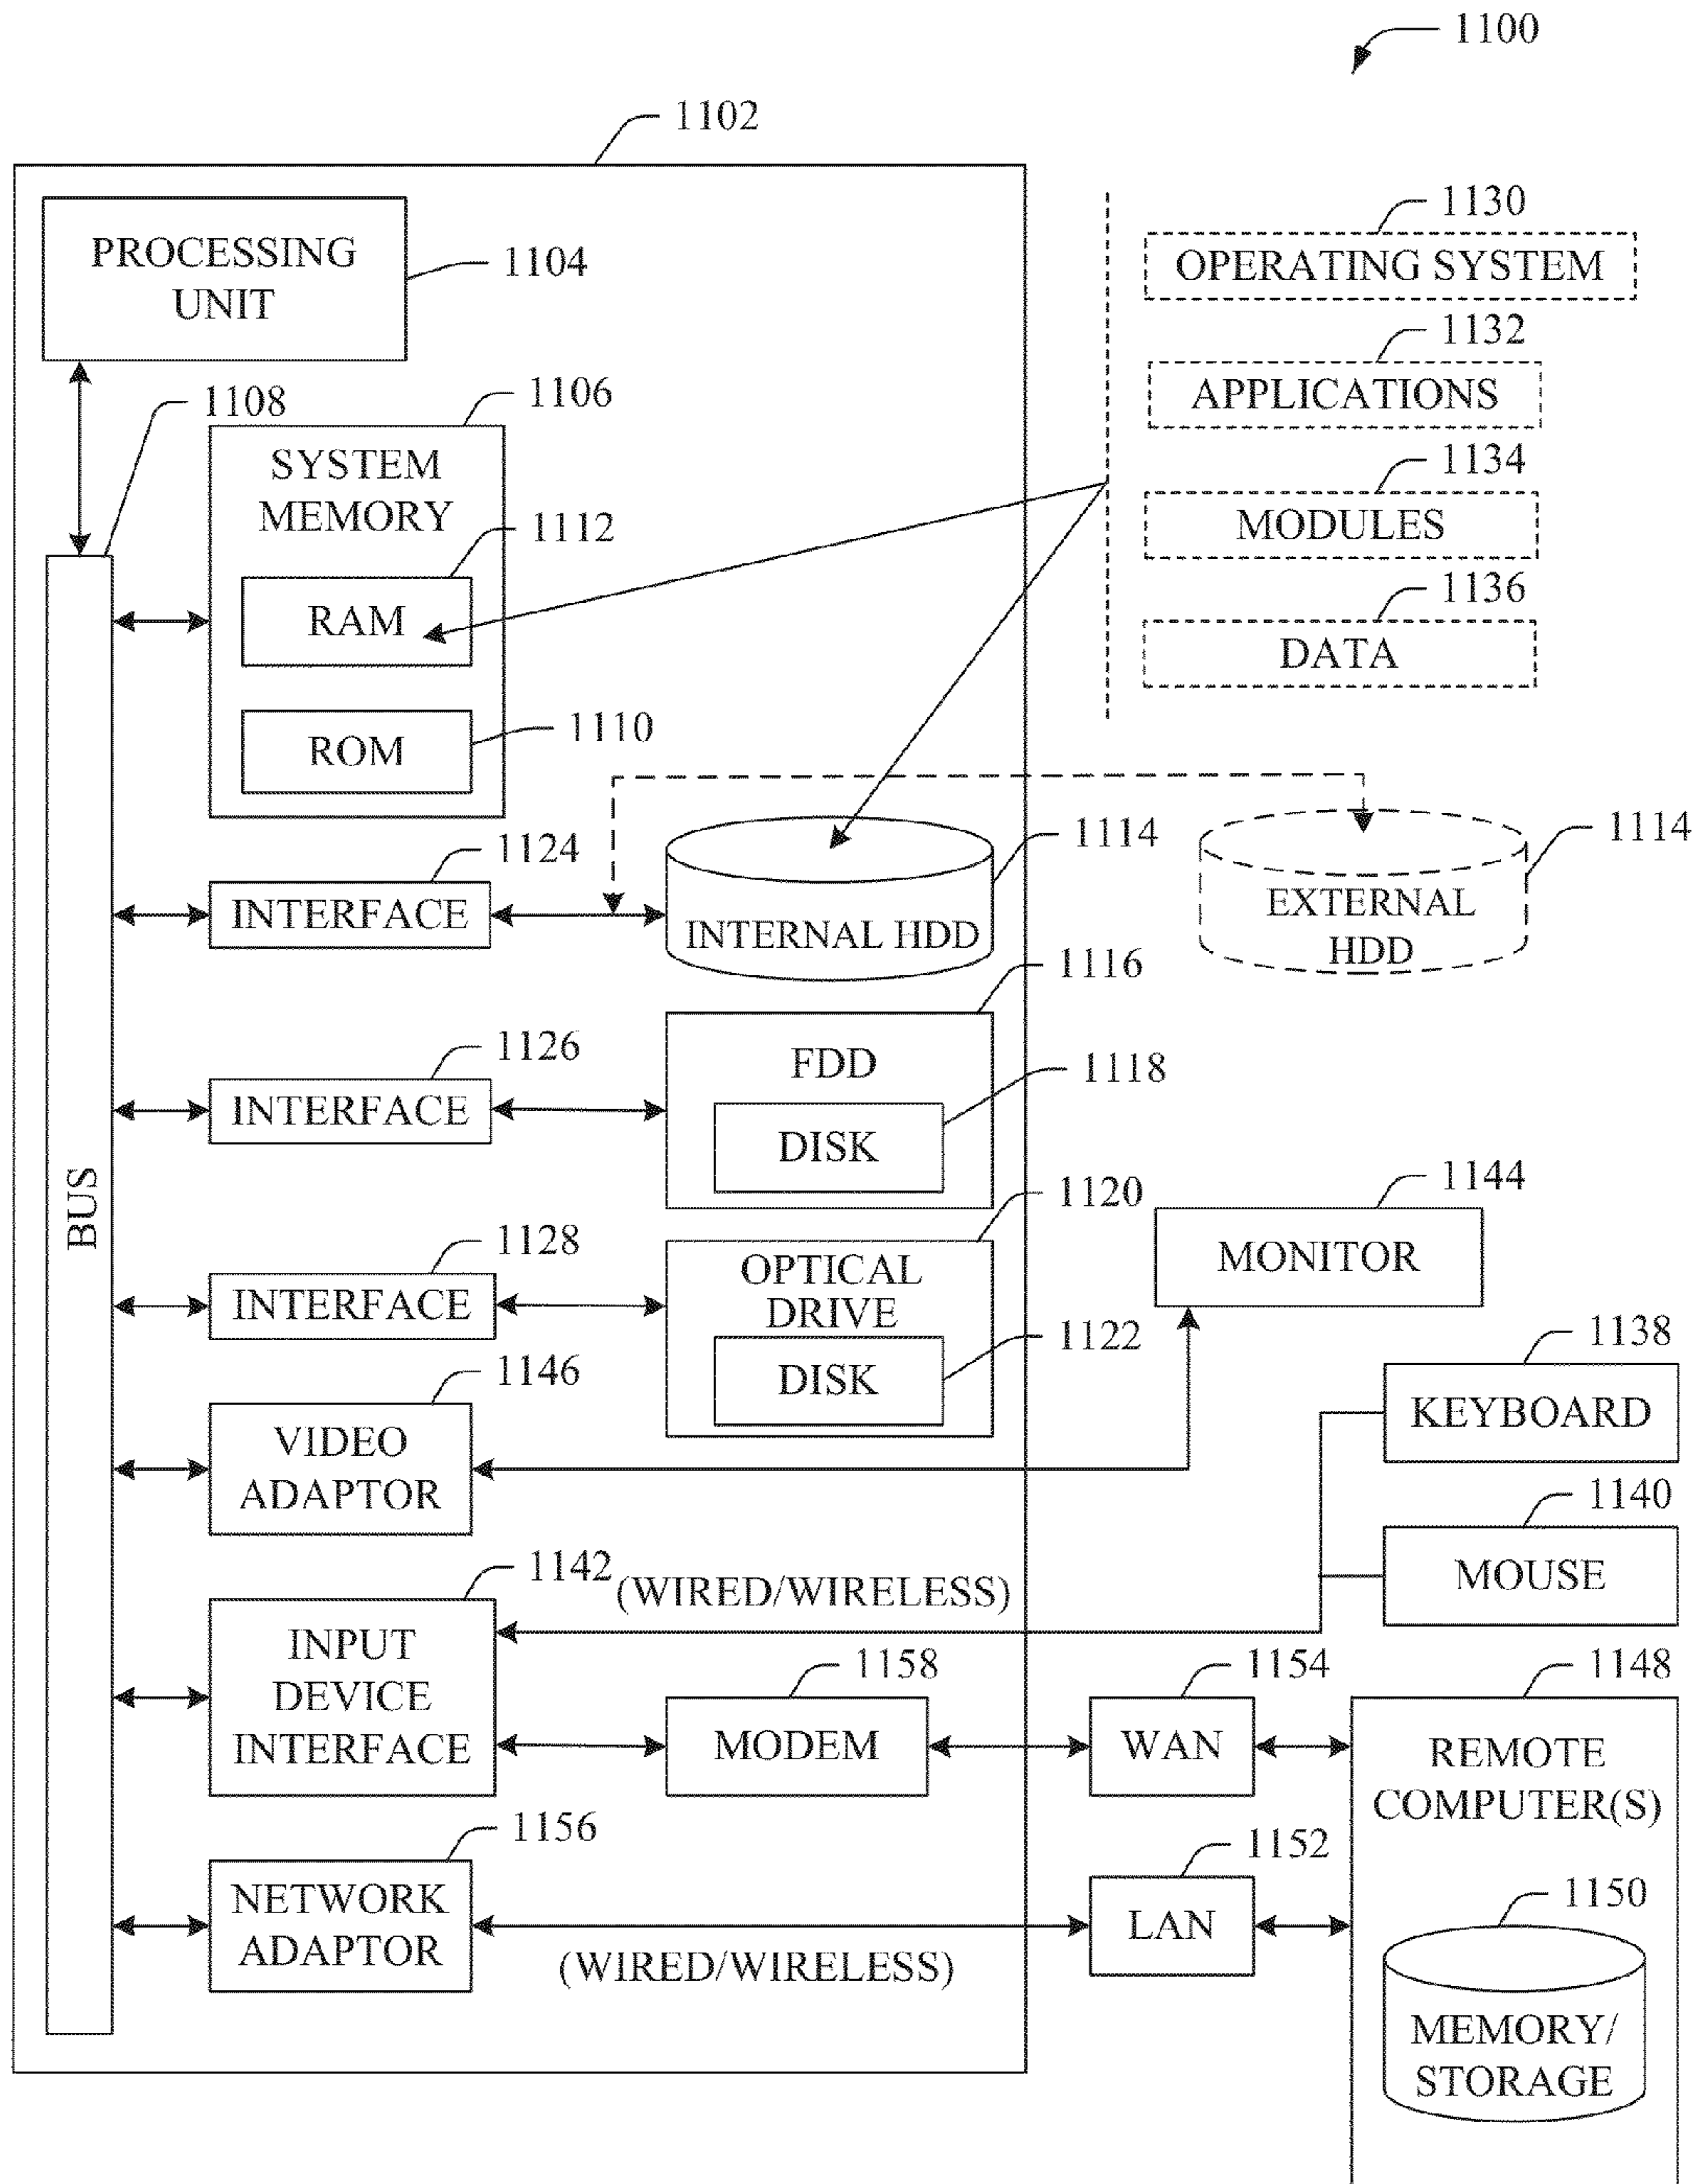 1100
1102
PROCESSING
UNIT
1104
1130
OPERATING SYSTEM
1132
APPLICATIONS
1134
MODULES
1136
DATA
1108
1106
SYSTEM
MEMORY
1112
RAM
1110
ROM
1124
INTERFACE
1114
INTERNAL HDD
1114
EXTERNAL
HDD
1126
INTERFACE
1116
FDD
1118
DISK
BUS
1128
INTERFACE
1120
OPTICAL
DRIVE
1122
DISK
1144
MONITOR
1146
VIDEO
ADAPTOR
1138
KEYBOARD
1140
MOUSE
1142
(WIRED/WIRELESS)
INPUT
DEVICE
INTERFACE
1158
MODEM
1154
WAN
1148
REMOTE
COMPUTER(S)
1156
NETWORK
ADAPTOR
(WIRED/WIRELESS)
1152
LAN
1150
MEMORY/
STORAGE